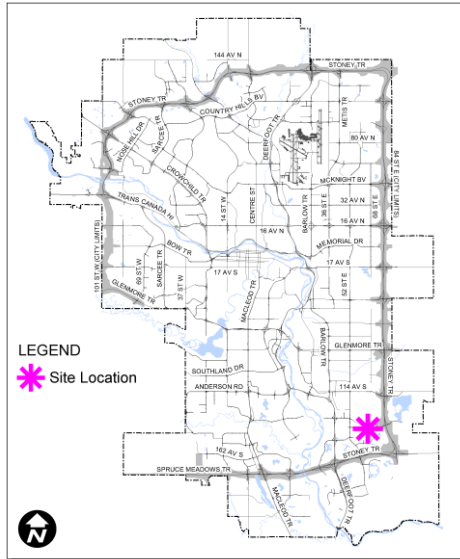 144 AV N
STONEY TR
STONEY TR
COUNTRY HILLS BV
NOSE HILL DR
SARCEE TR
DEERFOOT TR
METIS TR
80 AV N
CROWCHILD TR
MCKNIGHT BV
84 ST E (CITY LIMITS)
14 ST W
CENTRE ST
BARLOW TR
36 ST E
68 ST E
32 AV N
TRANS CANADA HI
16 AV N
16 AV N
MEMORIAL DR
BOW TR
101 ST W (CITY LIMITS)
69 ST W
SARCEE TR
37 ST W
17 AV S
17 AV S
MACLEOD TR
52 ST E
GLENMORE TR
BARLOW TR
GLENMORE TR
LEGEND
Site Location
SOUTHLAND DR
ANDERSON RD
114 AV S
STONEY TR
162 AV S
STONEY TR
SPRUCE MEADOWS TR
MACLEOD TR
DEERFOOT TR
N